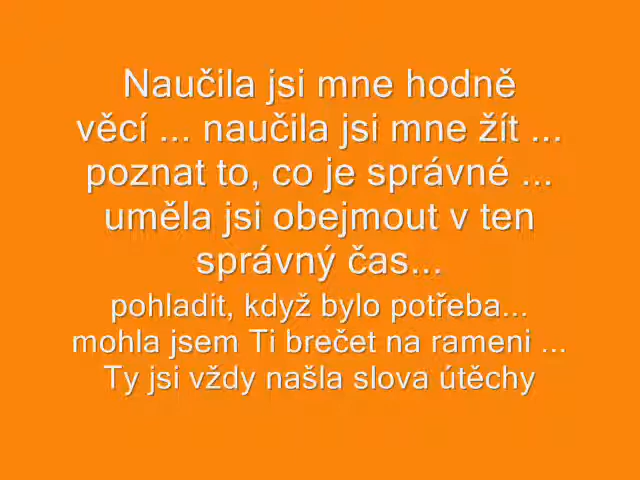 Naučila jsi mne hodně
věcí ... naučila jsi mne žít ...
poznat to, co je správné ...
uměla jsi obejmout v ten
správný čas...
pohladit, když bylo potřeba...
mohla jsem Ti brečet na rameni ...
Ty jsi vždy našla slova útěchy